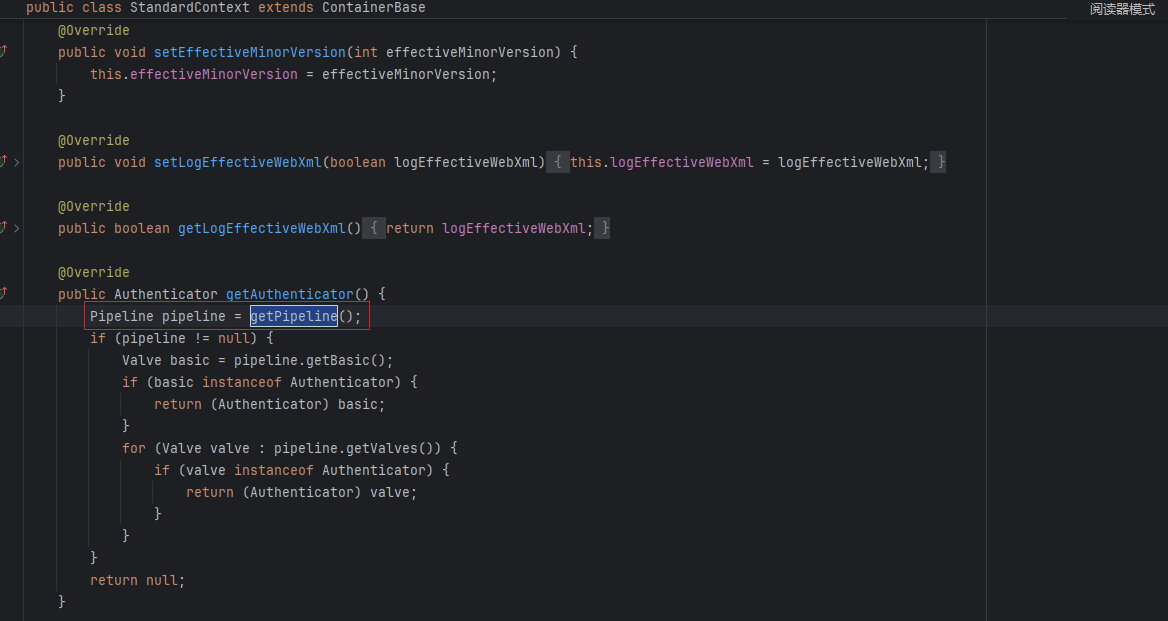 public class StandardContext extends ContainerBase
阅读器模式
@Override
public void setEffectiveMinorVersion(int effectiveMinorVersion) {
this.effectiveMinorVersion = effectiveMinorVersion;
}
@Override
public void setLogEffectiveWebXml(boolean logEffectiveWebXml) { this.logEffectiveWebXml = logEffectiveWebXml; }
@Override
public boolean getLogEffectiveWebXml() { return logEffectiveWebXml; }
@Override
public Authenticator getAuthenticator() {
Pipeline pipeline = getPipeline();
if (pipeline != null) {
Valve basic = pipeline.getBasic();
if (basic instanceof Authenticator) {
return (Authenticator) basic;
}
for (Valve valve : pipeline.getValves()) {
if (valve instanceof Authenticator) {
return (Authenticator) valve;
}
}
}
return null;
}